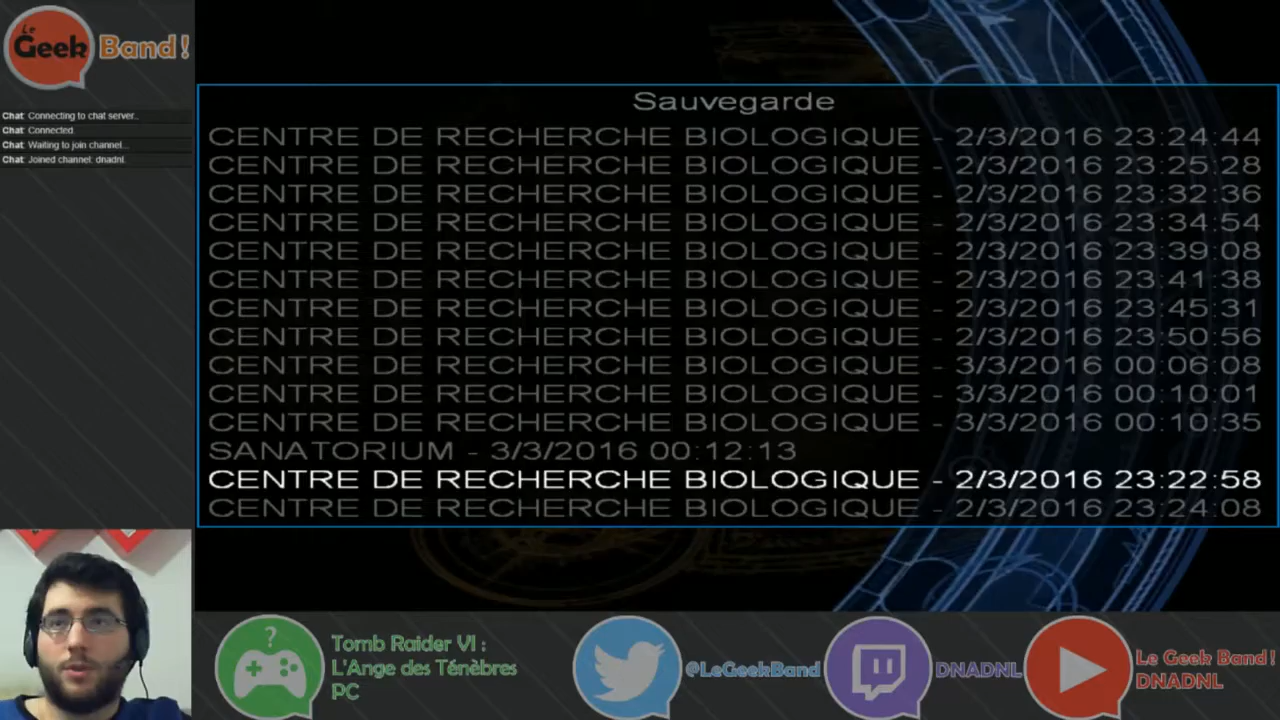 Le
Geek Band !
Chat: Connecting to chat server..
Chat: Connected
Chat: Waiting to join channel...
Chat: Joined channel: dnadnl.
Sauvegarde
CENTRE DE RECHERCHE BIOLOGIQUE - 2/3/2016 23:24:44
CENTRE DE RECHERCHE BIOLOGIQUE - 2/3/2016 23:25:28
CENTRE DE RECHERCHE BIOLOGIQUE - 2/3/2016 23:32:36
CENTRE DE RECHERCHE BIOLOGIQUE - 2/3/2016 23:34:54
CENTRE DE RECHERCHE BIOLOGIQUE - 2/3/2016 23:39:08
CENTRE DE RECHERCHE BIOLOGIQUE - 2/3/2016 23:41:38
CENTRE DE RECHERCHE BIOLOGIQUE - 2/3/2016 23:45:31
CENTRE DE RECHERCHE BIOLOGIQUE - 2/3/2016 23:50:56
CENTRE DE RECHERCHE BIOLOGIQUE - 3/3/2016 00:06:08
CENTRE DE RECHERCHE BIOLOGIQUE - 3/3/2016 00:10:01
CENTRE DE RECHERCHE BIOLOGIQUE - 3/3/2016 00:10:35
SANATORIUM - 3/3/2016 00:12:13
CENTRE DE RECHERCHE BIOLOGIQUE - 2/3/2016 23:22:58
CENTRE DE RECHERCHE BIOLOGIQUE - 2/3/2016 23:24:08
?
Tomb Raider VI :
L'Ange des Ténèbres
PC
@LeGeekBand
DNADNL
Le Geek Band !
DNADNL